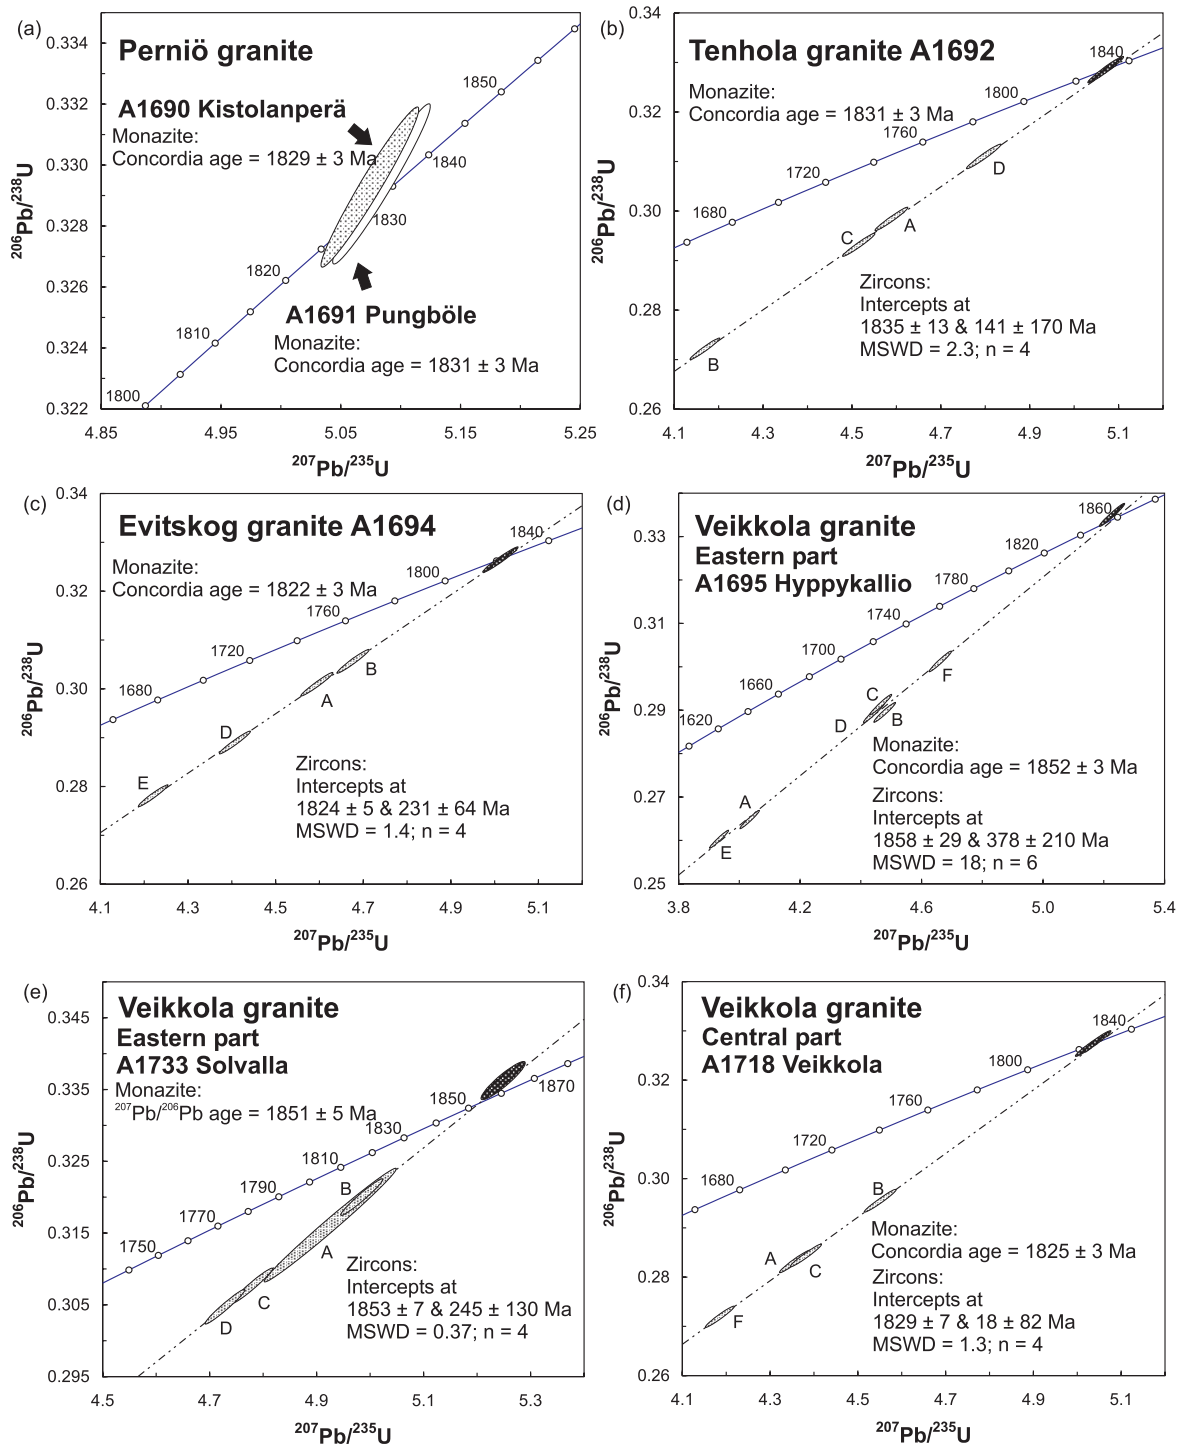 (a)
Perniö granite
A1690 Kistolanperä
Monazite:
Concordia age = 1829 ± 3 Ma
A1691 Pungböle
Monazite:
Concordia age = 1831 ± 3 Ma
1850
1840
1830
1820
1810
1800
0.334
0.332
0.330
0.328
0.326
0.324
0.322
4.85 4.95 5.05 5.15 5.25
206Pb/238U
207Pb/235U
(b)
Tenhola granite A1692
Monazite:
Concordia age = 1831 ± 3 Ma
1840
1800
1760
1720
1680
D
A
C
B
Zircons:
Intercepts at
1835 ± 13 & 141 ± 170 Ma
MSWD = 2.3; n = 4
0.34
0.32
0.30
0.28
0.26
4.1 4.3 4.5 4.7 4.9 5.1
206Pb/238U
207Pb/235U
(c)
Evitskog granite A1694
Monazite:
Concordia age = 1822 ± 3 Ma
1840
1800
1760
1720
1680
B
A
D
E
Zircons:
Intercepts at
1824 ± 5 & 231 ± 64 Ma
MSWD = 1.4; n = 4
0.34
0.32
0.30
0.28
0.26
4.1 4.3 4.5 4.7 4.9 5.1
206Pb/238U
207Pb/235U
(d)
Veikkola granite
Eastern part
A1695 Hyppykallio
1860
1820
1780
1740
1700
1660
1620
F
C
D
B
A
E
Monazite:
Concordia age = 1852 ± 3 Ma
Zircons:
Intercepts at
1858 ± 29 & 378 ± 210 Ma
MSWD = 18; n = 6
0.33
0.31
0.29
0.27
0.25
3.8 4.2 4.6 5.0 5.4
206Pb/238U
207Pb/235U
(e)
Veikkola granite
Eastern part
A1733 Solvalla
Monazite:
207Pb/206Pb age = 1851 ± 5 Ma
1870
1850
1830
1810
1790
1770
1750
B
A
C
D
Zircons:
Intercepts at
1853 ± 7 & 245 ± 130 Ma
MSWD = 0.37; n = 4
0.345
0.335
0.325
0.315
0.305
0.295
4.5 4.7 4.9 5.1 5.3
206Pb/238U
207Pb/235U
(f)
Veikkola granite
Central part
A1718 Veikkola
1840
1800
1760
1720
1680
B
A
C
F
Monazite:
Concordia age = 1825 ± 3 Ma
Zircons:
Intercepts at
1829 ± 7 & 18 ± 82 Ma
MSWD = 1.3; n = 4
0.34
0.32
0.30
0.28
0.26
4.1 4.3 4.5 4.7 4.9 5.1
206Pb/238U
207Pb/235U